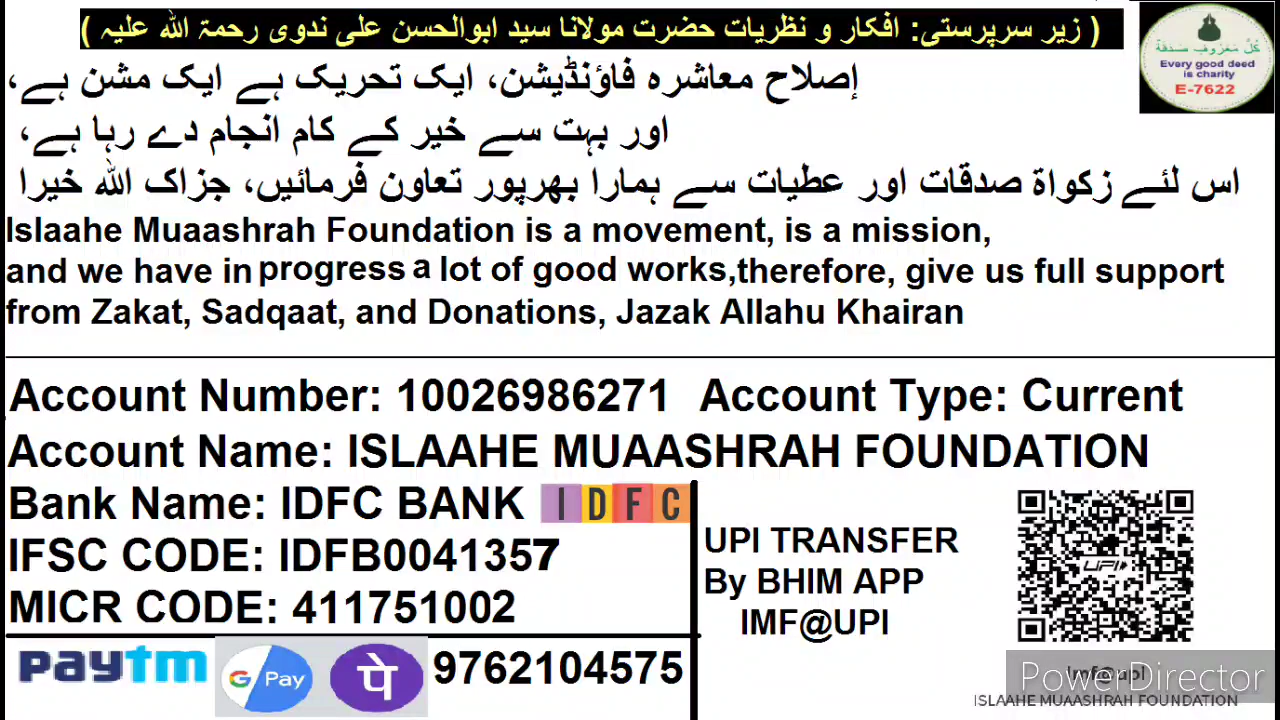 ( زیر سرپرستی: افکار و نظریات حضرت مولانا سید ابوالحسن علی ندوی رحمۃ اللہ علیہ )
كُلُّ مَعْرُوفٍ صَدَقَةٌ
Every good deed
is charity
E-7622
إصلاح معاشرہ فاؤنڈیشن، ایک تحریک ہے ایک مشن ہے،
اور بہت سے خیر کے کام انجام دے رہا ہے،
اس لئے زکواۃ صدقات اور عطیات سے ہمارا بھرپور تعاون فرمائیں، جزاک اللہ خیرا
Islaahe Muaashrah Foundation is a movement, is a mission,
and we have in progress a lot of good works,therefore, give us full support
from Zakat, Sadqaat, and Donations, Jazak Allahu Khairan
Account Number: 10026986271 Account Type: Current
Account Name: ISLAAHE MUAASHRAH FOUNDATION
Bank Name: IDFC BANK IDFC
IFSC CODE: IDFB0041357
MICR CODE: 411751002
UPI TRANSFER
By BHIM APP
IMF@UPI
UPI
paytm G Pay पे 9762104575
Imf@upi
PowerDirector
ISLAAHE MUAASHRAH FOUNDATION